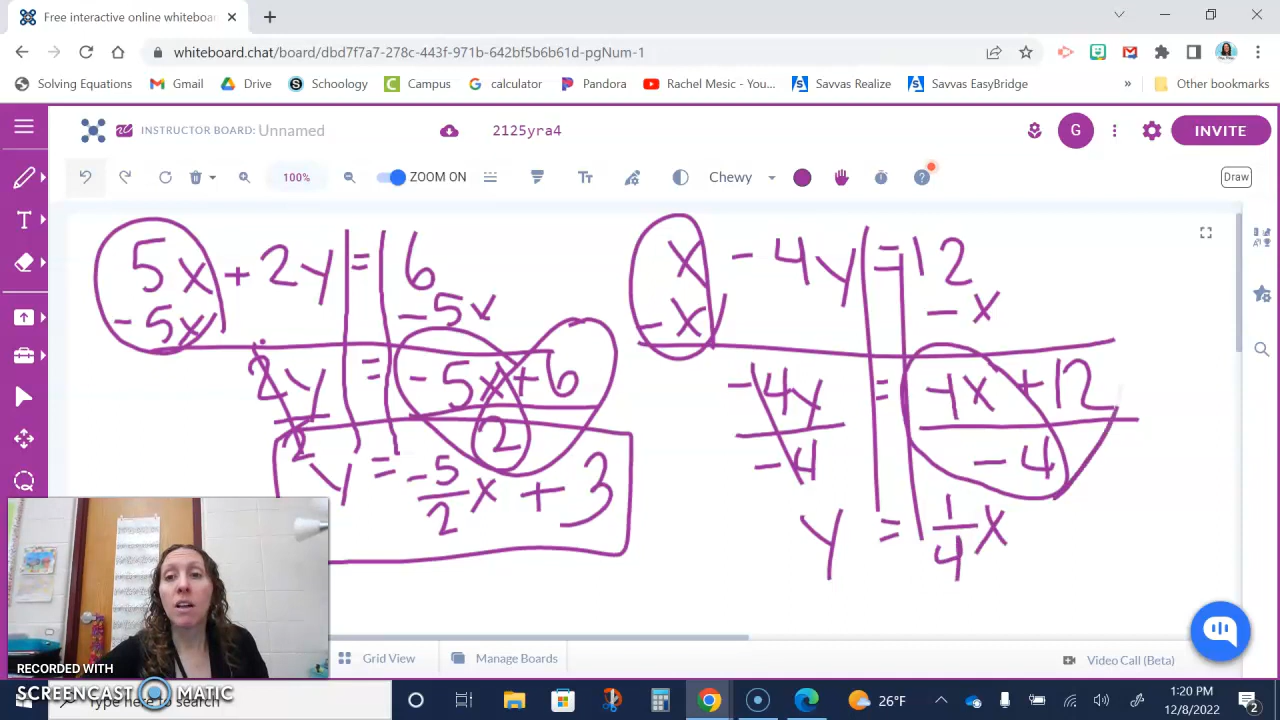 Free interactive online whiteboar
whiteboard.chat/board/dbd7f7a7-278c-443f-971b-642bf5b6b61d-pgNum-1
Solving Equations Gmail Drive Schoology Campus calculator Pandora Rachel Mesic - You... Savvas Realize Savvas EasyBridge » Other bookmarks
INSTRUCTOR BOARD: Unnamed 2125yra4 G INVITE
100% ZOOM ON Tт Chewy Draw
5x + 2y = 6
-5x -5x
2y = -5x + 6
2 2
y = -5/2 x + 3
x - 4y = 12
-x -x
-4y = -1x + 12
-4 -4
y = 1/4 x
Grid View Manage Boards Video Call (Beta)
RECORDED WITH
SCREENCAST MATIC
Type here to search
26°F
1:20 PM
12/8/2022
2